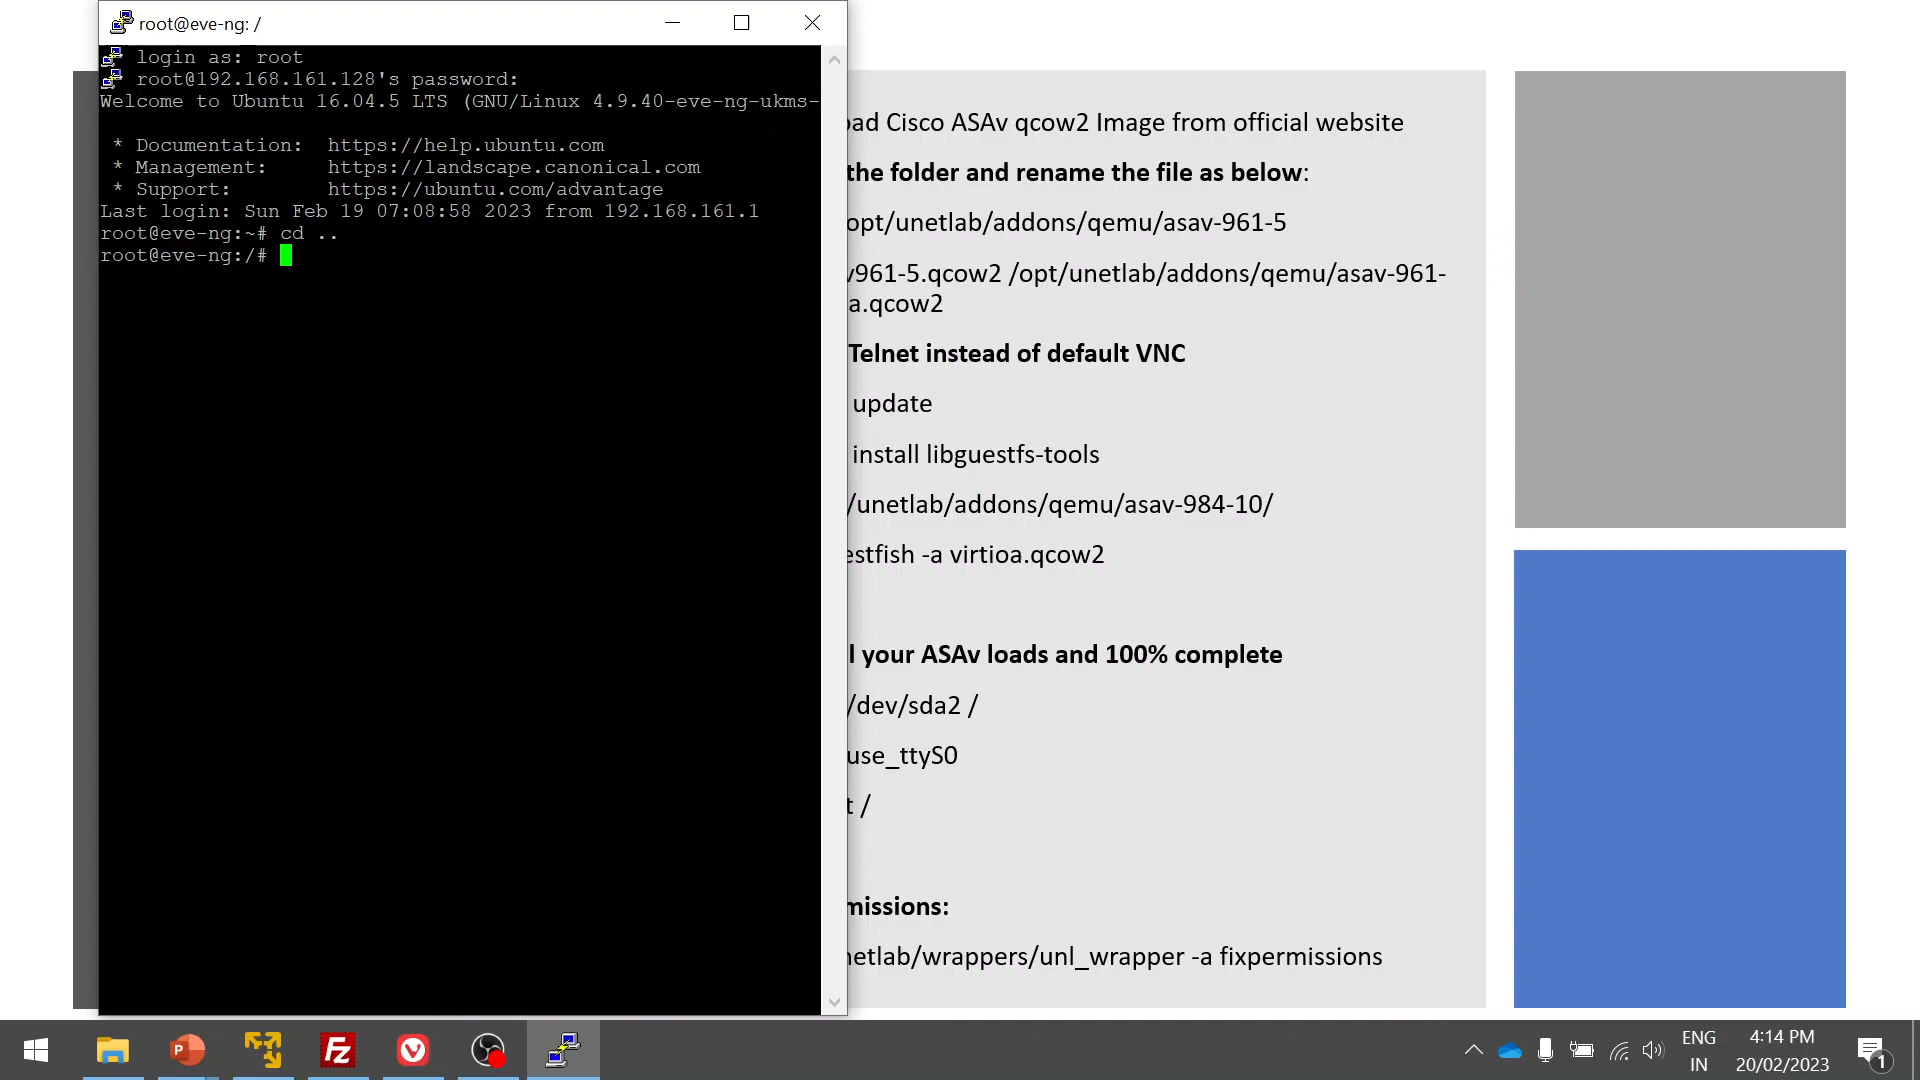 root@eve-ng: /
login as: root
root@192.168.161.128's password:
Welcome to Ubuntu 16.04.5 LTS (GNU/Linux 4.9.40-eve-ng-ukms-
* Documentation: https://help.ubuntu.com
* Management: https://landscape.canonical.com
* Support: https://ubuntu.com/advantage
Last login: Sun Feb 19 07:08:58 2023 from 192.168.161.1
root@eve-ng:~# cd ..
root@eve-ng:/#
oad Cisco ASAv qcow2 Image from official website
the folder and rename the file as below:
opt/unetlab/addons/qemu/asav-961-5
v961-5.qcow2 /opt/unetlab/addons/qemu/asav-961-
a.qcow2
Telnet instead of default VNC
update
install libguestfs-tools
/unetlab/addons/qemu/asav-984-10/
estfish -a virtioa.qcow2
l your ASAv loads and 100% complete
/dev/sda2 /
use_ttyS0
t /
missions:
netlab/wrappers/unl_wrapper -a fixpermissions
ENG
IN
4:14 PM
20/02/2023
1